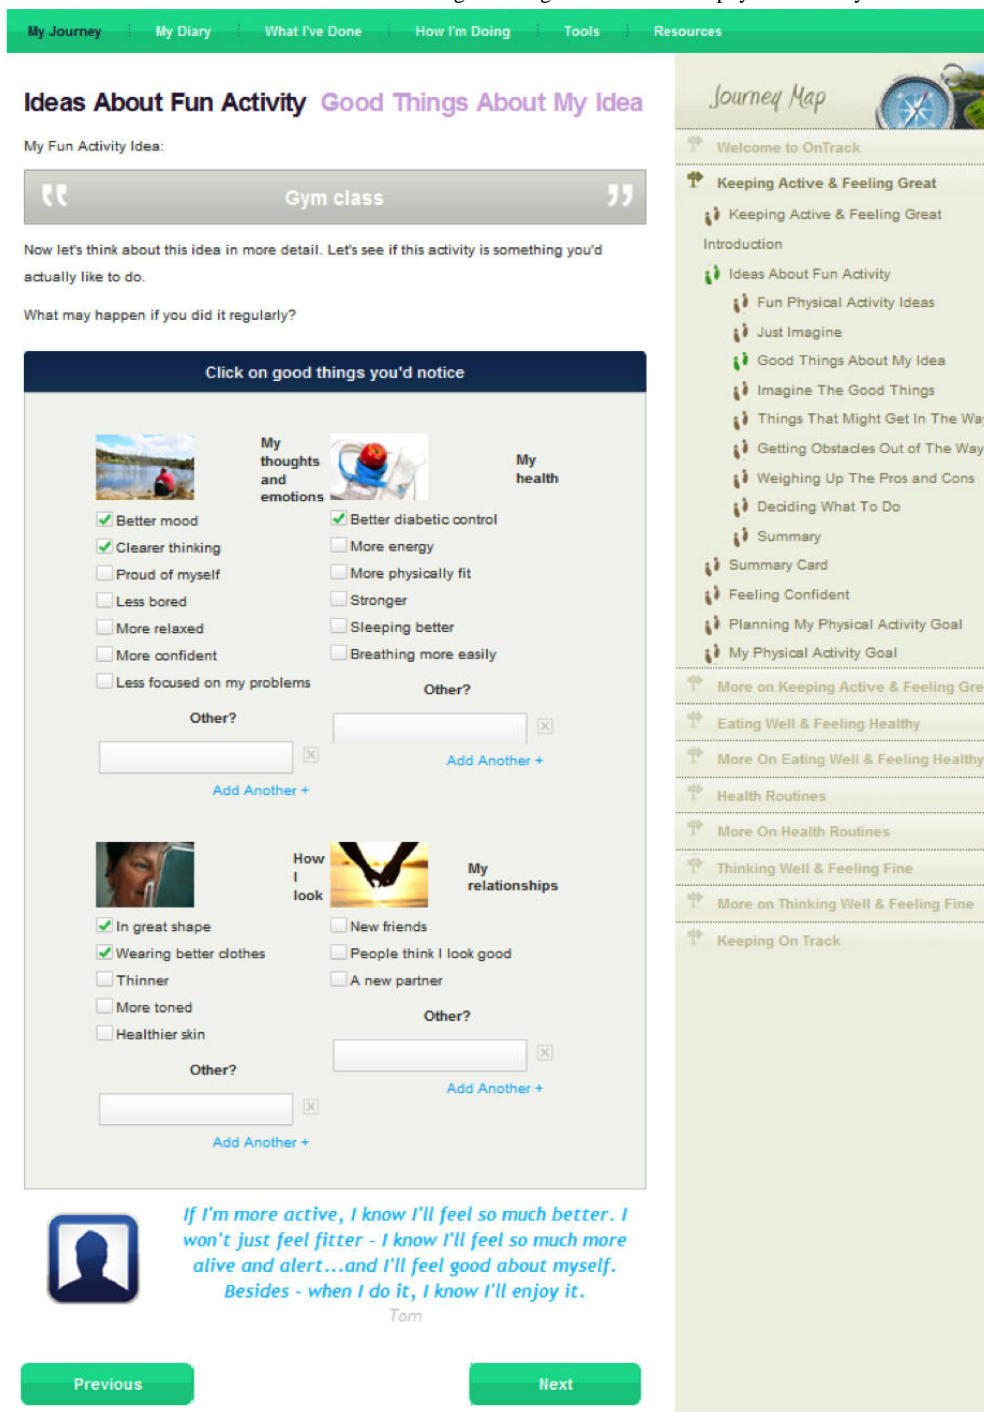 My Journey My Diary What I've Done How I'm Doing Tools Resources
Ideas About Fun Activity Good Things About My Idea
My Fun Activity Idea:
Gym class
Now let's think about this idea in more detail. Let's see if this activity is something you'd
actually like to do.
What may happen if you did it regularly?
Click on good things you'd notice
My
thoughts
and
emotions
Better mood
Clearer thinking
Proud of myself
Less bored
More relaxed
More confident
Less focused on my problems
Other?
Add Another +
My
health
Better diabetic control
More energy
More physically fit
Stronger
Sleeping better
Breathing more easily
Other?
Add Another +
How
I
look
In great shape
Wearing better clothes
Thinner
More toned
Healthier skin
Other?
Add Another +
My
relationships
New friends
People think I look good
A new partner
Other?
Add Another +
If I'm more active, I know I'll feel so much better. I
won't just feel fitter - I know I'll feel so much more
alive and alert...and I'll feel good about myself.
Besides - when I do it, I know I'll enjoy it.
Tom
Previous Next
Journey Map
Welcome to OnTrack
Keeping Active & Feeling Great
Keeping Active & Feeling Great
Introduction
Ideas About Fun Activity
Fun Physical Activity Ideas
Just Imagine
Good Things About My Idea
Imagine The Good Things
Things That Might Get In The Way
Getting Obstacles Out of The Way
Weighing Up The Pros and Cons
Deciding What To Do
Summary
Summary Card
Feeling Confident
Planning My Physical Activity Goal
My Physical Activity Goal
More on Keeping Active & Feeling Gre
Eating Well & Feeling Healthy
More On Eating Well & Feeling Healthy
Health Routines
More On Health Routines
Thinking Well & Feeling Fine
More on Thinking Well & Feeling Fine
Keeping On Track